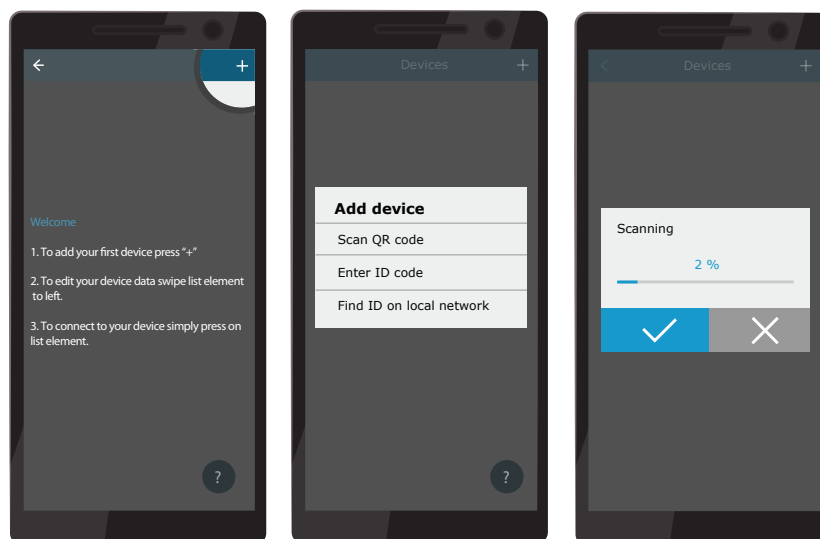 +
Welcome
1. To add your first device press "+"
2. To edit your device data swipe list element
to left.
3. To connect to your device simply press on
list element.
?
Devices +
Add device
Scan QR code
Enter ID code
Find ID on local network
?
Devices +
Scanning
2 %